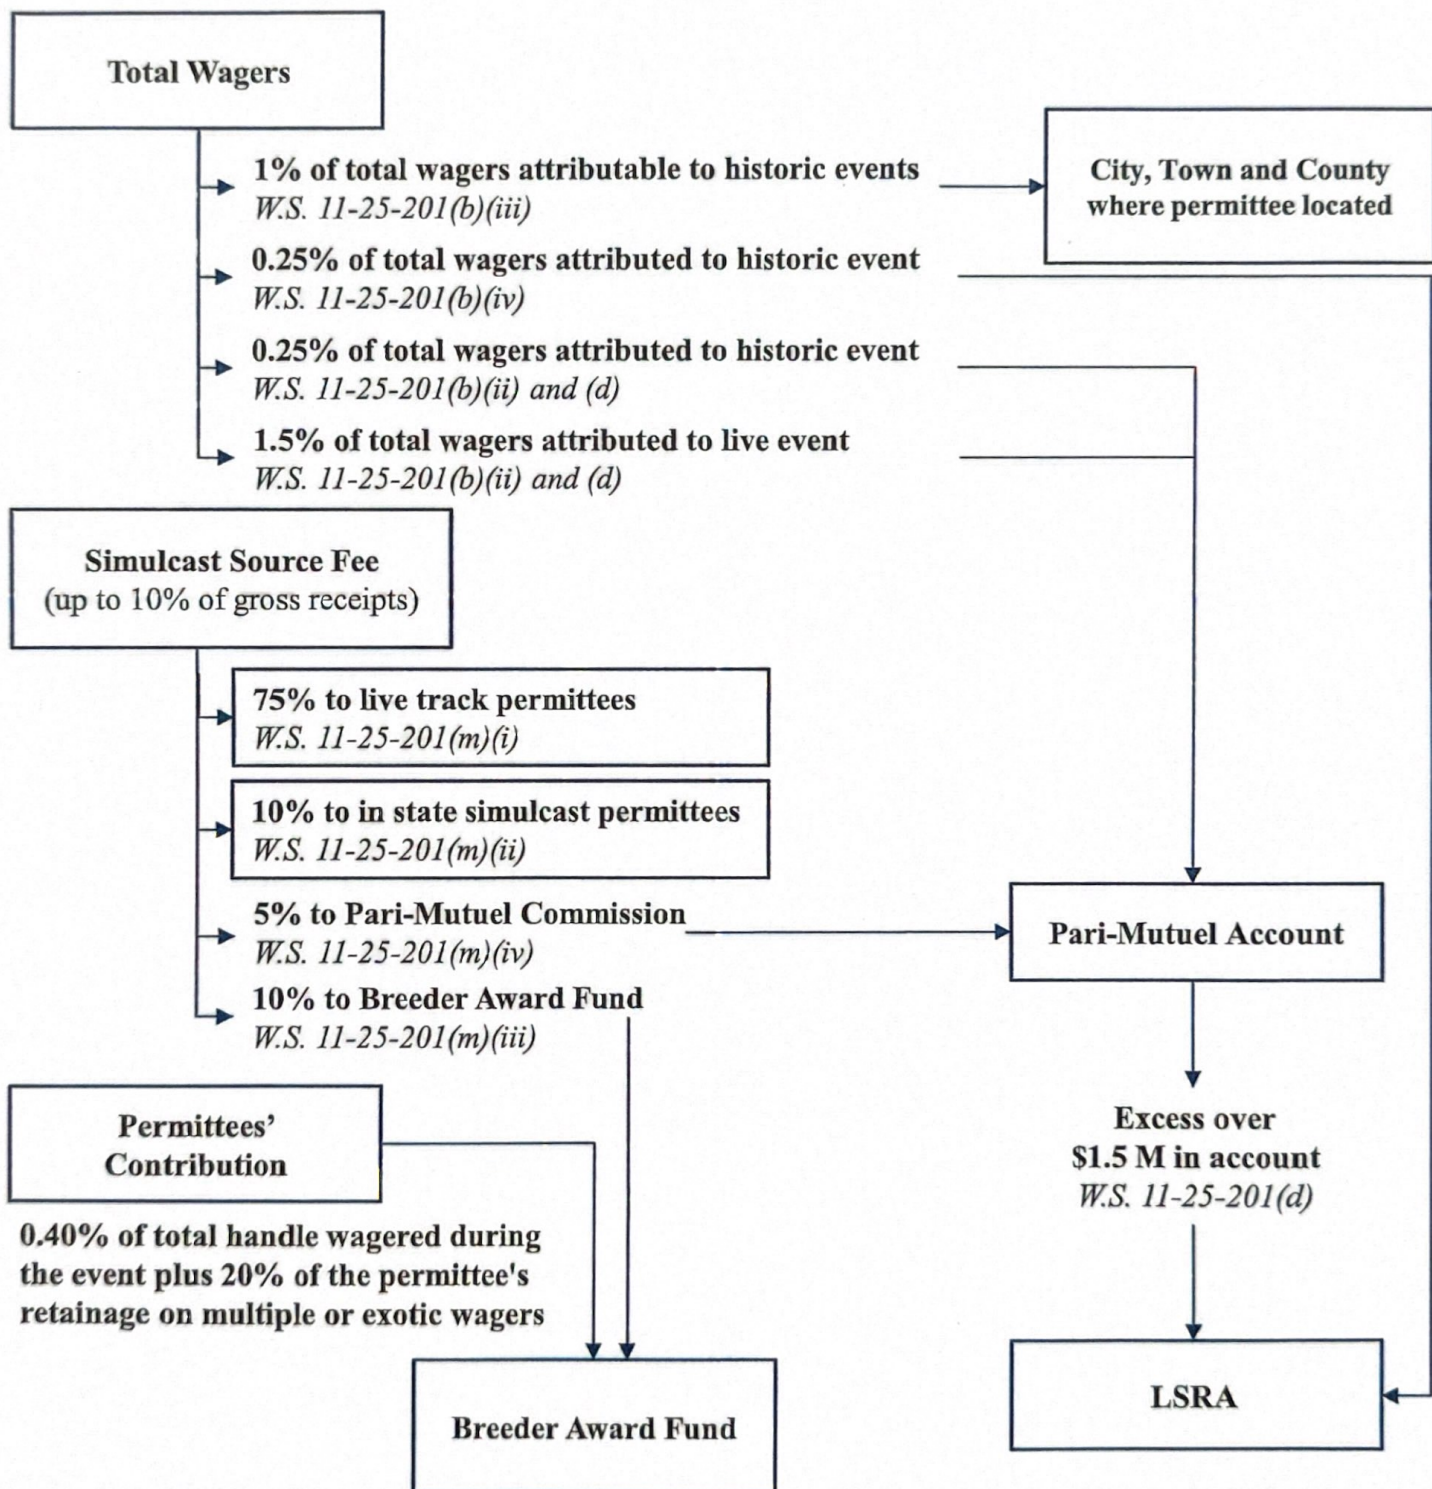 Total Wagers
1% of total wagers attributable to historic events
W.S. 11-25-201(b)(iii)
City, Town and County
where permittee located
0.25% of total wagers attributed to historic event
W.S. 11-25-201(b)(iv)
0.25% of total wagers attributed to historic event
W.S. 11-25-201(b)(ii) and (d)
1.5% of total wagers attributed to live event
W.S. 11-25-201(b)(ii) and (d)
Simulcast Source Fee
(up to 10% of gross receipts)
75% to live track permittees
W.S. 11-25-201(m)(i)
10% to in state simulcast permittees
W.S. 11-25-201(m)(ii)
5% to Pari-Mutuel Commission
W.S. 11-25-201(m)(iv)
Pari-Mutuel Account
10% to Breeder Award Fund
W.S. 11-25-201(m)(iii)
Permittees’
Contribution
0.40% of total handle wagered during
the event plus 20% of the permittee's
retainage on multiple or exotic wagers
Excess over
$1.5 M in account
W.S. 11-25-201(d)
LSRA
Breeder Award Fund